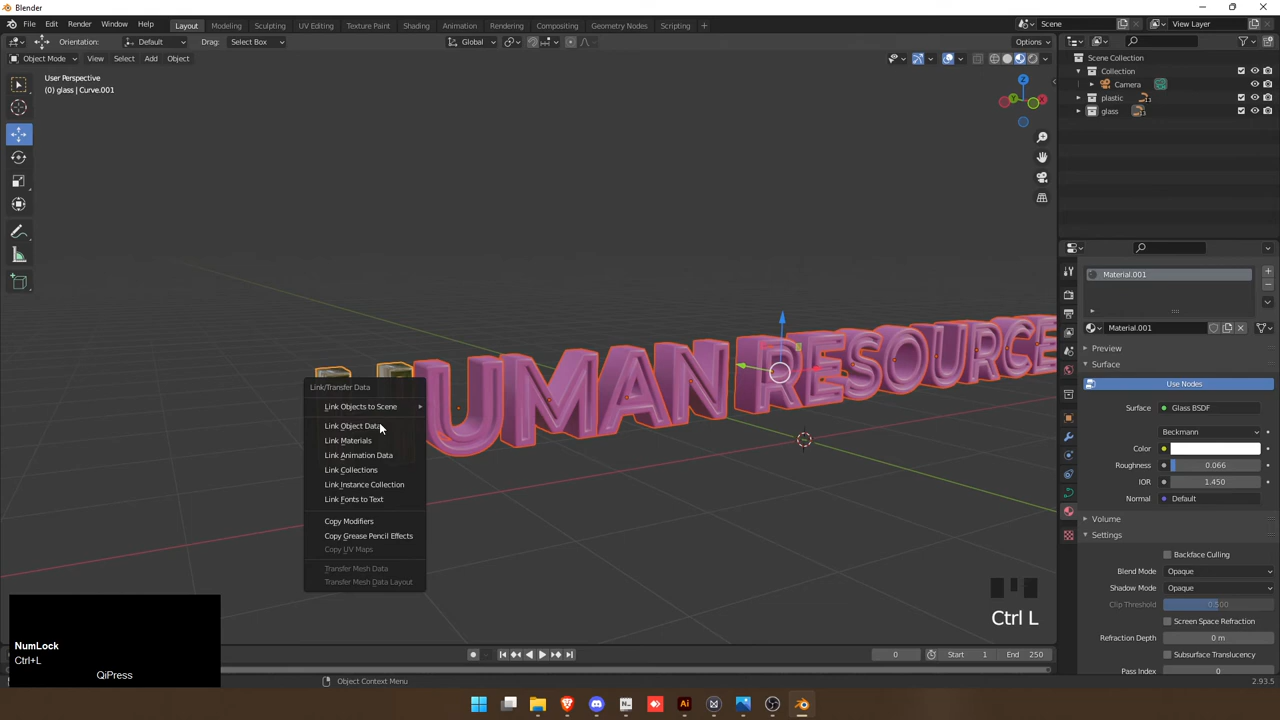 Blender
File Edit Render Window Help
Layout Modeling Sculpting UV Editing Texture Paint Shading Animation Rendering Compositing Geometry Nodes Scripting +
Scene
View Layer
Orientation: Default Drag: Select Box
Global
Options
Object Mode View Select Add Object
User Perspective
(0) glass | Curve.001
Z
X
Y
Scene Collection
Collection
Camera
plastic
glass
UMAN RESOURCE
Link/Transfer Data
Link Objects to Scene
Link Object Data
Link Materials
Link Animation Data
Link Collections
Link Instance Collection
Link Fonts to Text
Copy Modifiers
Copy Grease Pencil Effects
Copy UV Maps
Transfer Mesh Data
Transfer Mesh Data Layout
Material.001
Material.001
Preview
Surface
Use Nodes
Surface Glass BSDF
Beckmann
Color
Roughness 0.066
IOR 1.450
Normal Default
Volume
Settings
Backface Culling
Blend Mode Opaque
Shadow Mode Opaque
Clip Threshold 0.500
Screen Space Refraction
Refraction Depth 0 m
Subsurface Translucency
Pass Index 0
Ctrl L
NumLock
Ctrl+L
QiPress
0 Start 1 End 250
Object Context Menu
2.93.5